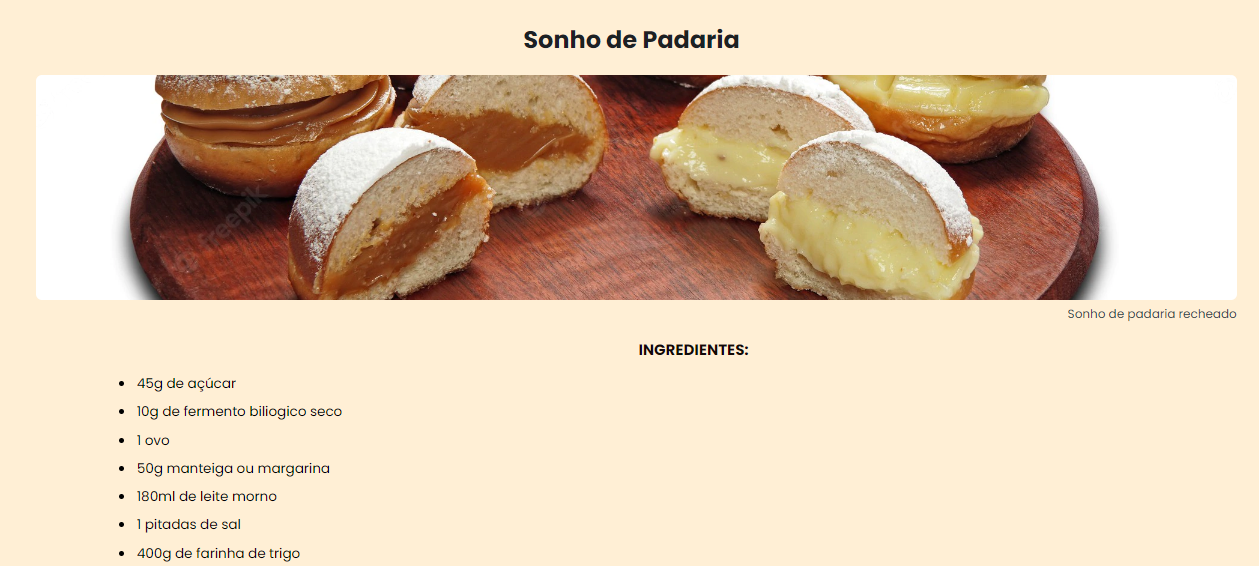 Sonho de Padaria
freepik
Sonho de padaria recheado
INGREDIENTES:
45g de açúcar
10g de fermento biliogico seco
1 ovo
50g manteiga ou margarina
180ml de leite morno
1 pitadas de sal
400g de farinha de trigo